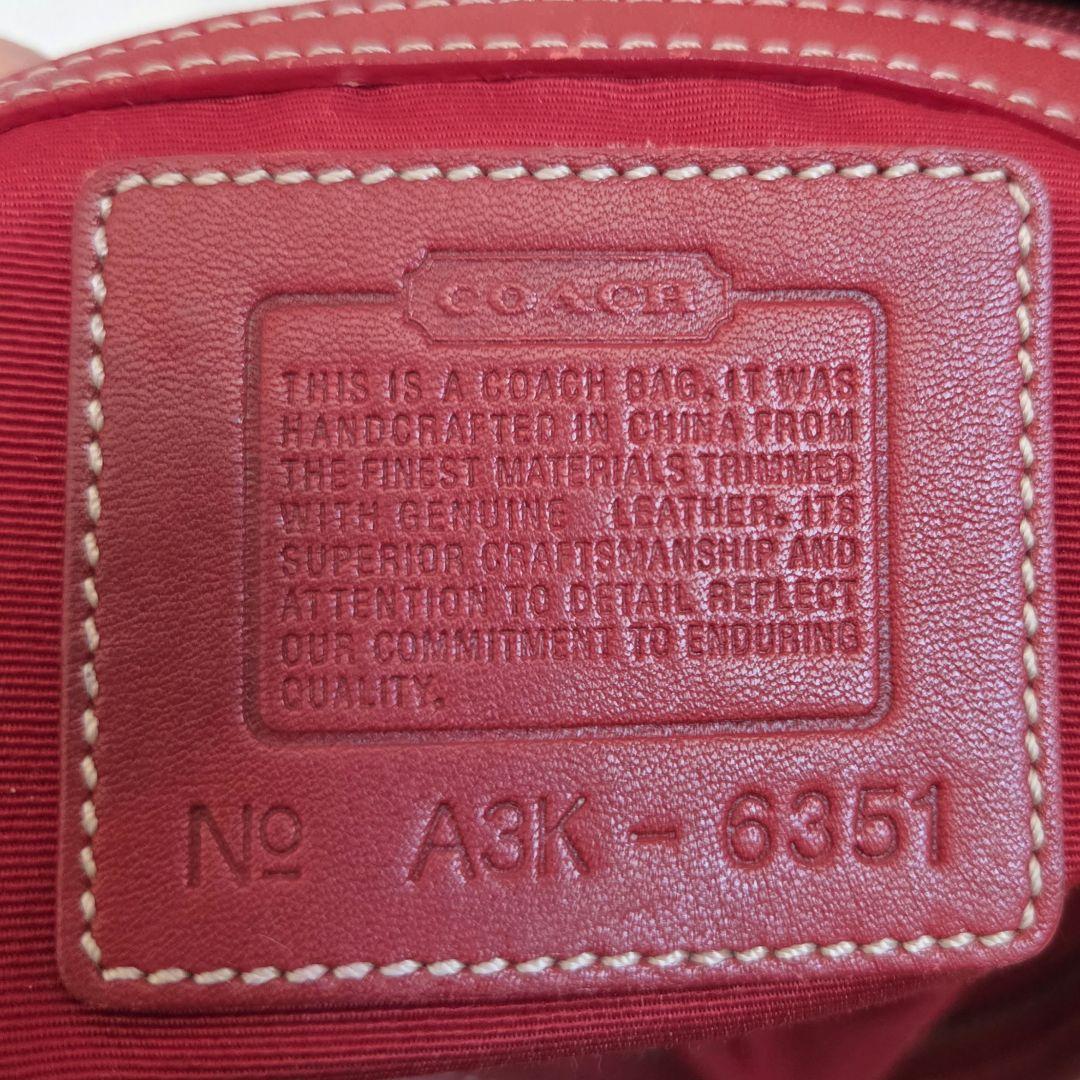 COACH
THIS IS A COACH BAG. IT WAS
HANDCRAFTED IN CHINA FROM
THE FINEST MATERIALS TRIMMED
WITH GENUINE LEATHER. ITS
SUPERIOR CRAFTSMANSHIP AND
ATTENTION TO DETAIL REFLECT
OUR COMMITMENT TO ENDURING
QUALITY.
Nº A3K - 6351